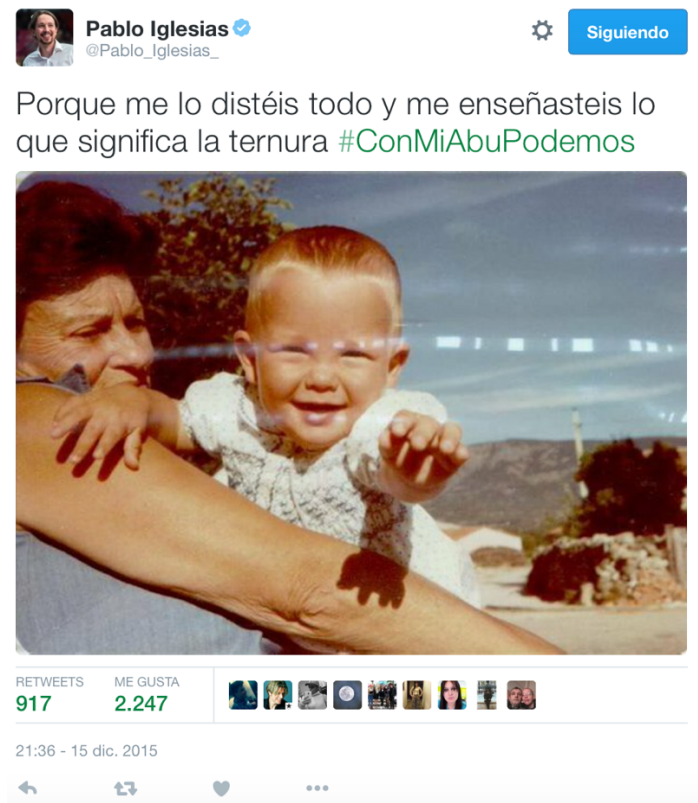 Pablo Iglesias
@Pablo_Iglesias_
Siguiendo
Porque me lo distéis todo y me enseñasteis lo
que significa la ternura #ConMiAbuPodemos
RETWEETS
917
ME GUSTA
2.247
21:36 - 15 dic. 2015